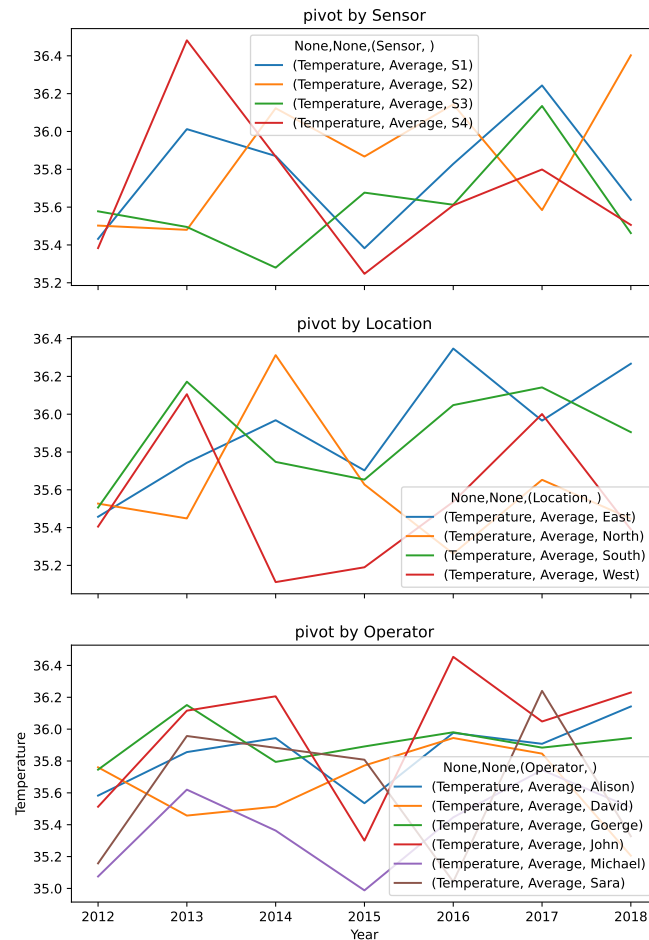 pivot by Sensor
None,None,(Sensor, )
(Temperature, Average, S1)
(Temperature, Average, S2)
(Temperature, Average, S3)
(Temperature, Average, S4)
36.4
36.2
36.0
35.8
35.6
35.4
35.2
pivot by Location
36.4
36.2
36.0
35.8
35.6
35.4
35.2
None,None,(Location, )
(Temperature, Average, East)
(Temperature, Average, North)
(Temperature, Average, South)
(Temperature, Average, West)
pivot by Operator
36.4
36.2
36.0
35.8
35.6
35.4
35.2
35.0
Temperature
None,None,(Operator, )
(Temperature, Average, Alison)
(Temperature, Average, David)
(Temperature, Average, Goerge)
(Temperature, Average, John)
(Temperature, Average, Michael)
(Temperature, Average, Sara)
2012 2013 2014 2015 2016 2017 2018
Year